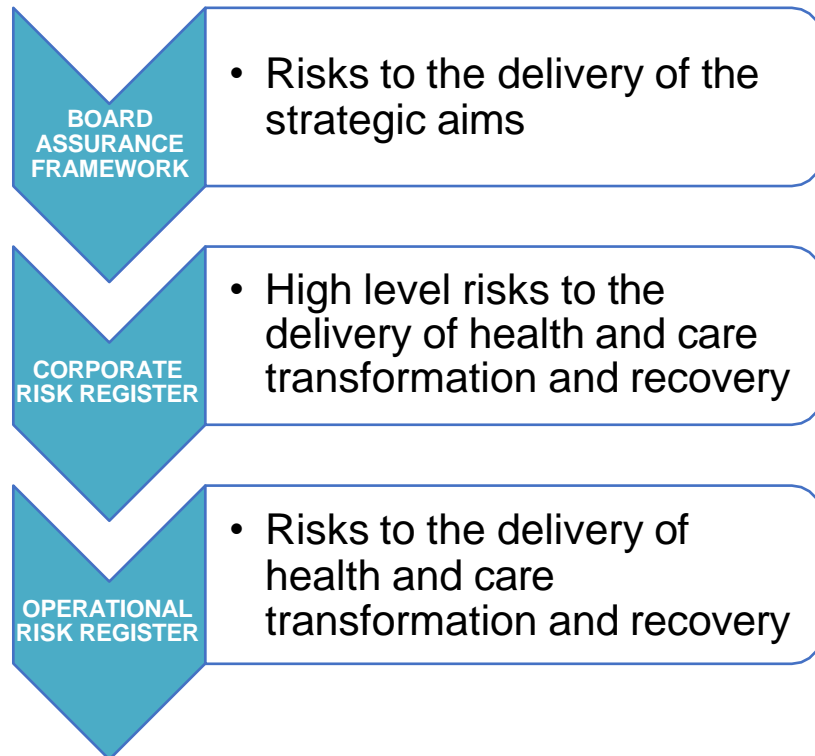 BOARD
ASSURANCE
FRAMEWORK
• Risks to the delivery of the
strategic aims
CORPORATE
RISK REGISTER
• High level risks to the
delivery of health and care
transformation and recovery
OPERATIONAL
RISK REGISTER
• Risks to the delivery of
health and care
transformation and recovery